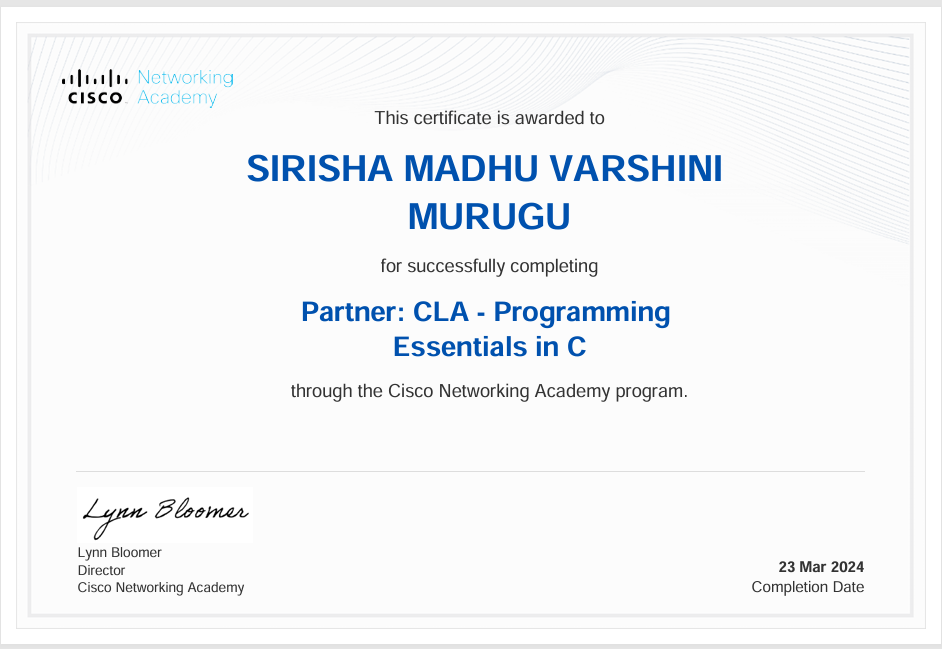 Networking
CISCO Academy
This certificate is awarded to
SIRISHA MADHU VARSHINI
MURUGU
for successfully completing
Partner: CLA - Programming
Essentials in C
through the Cisco Networking Academy program.
Lynn Bloomer
Lynn Bloomer
Director
Cisco Networking Academy
23 Mar 2024
Completion Date